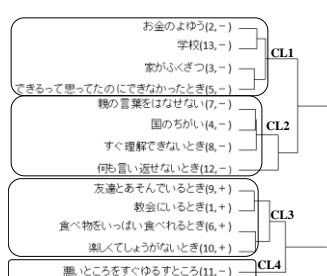 お金のよゆう(2,-)
学校(13,-)
家がふくざつ(3,-)
できるって思ってたのにできなかったとき(5,-)
CL1
親の言葉をはなせない(7,-)
国のちがい(4,-)
すぐ理解できないとき(8,-)
何も言い返せないとき(12,-)
CL2
友達とあそんでいるとき(9,+)
教会にいるとき(1,+)
食べ物をいっぱい食べれるとき(6,+)
楽しくてしょうがないとき(10,+)
CL3
悪いところをすぐゆるすところ(11,-)
CL4